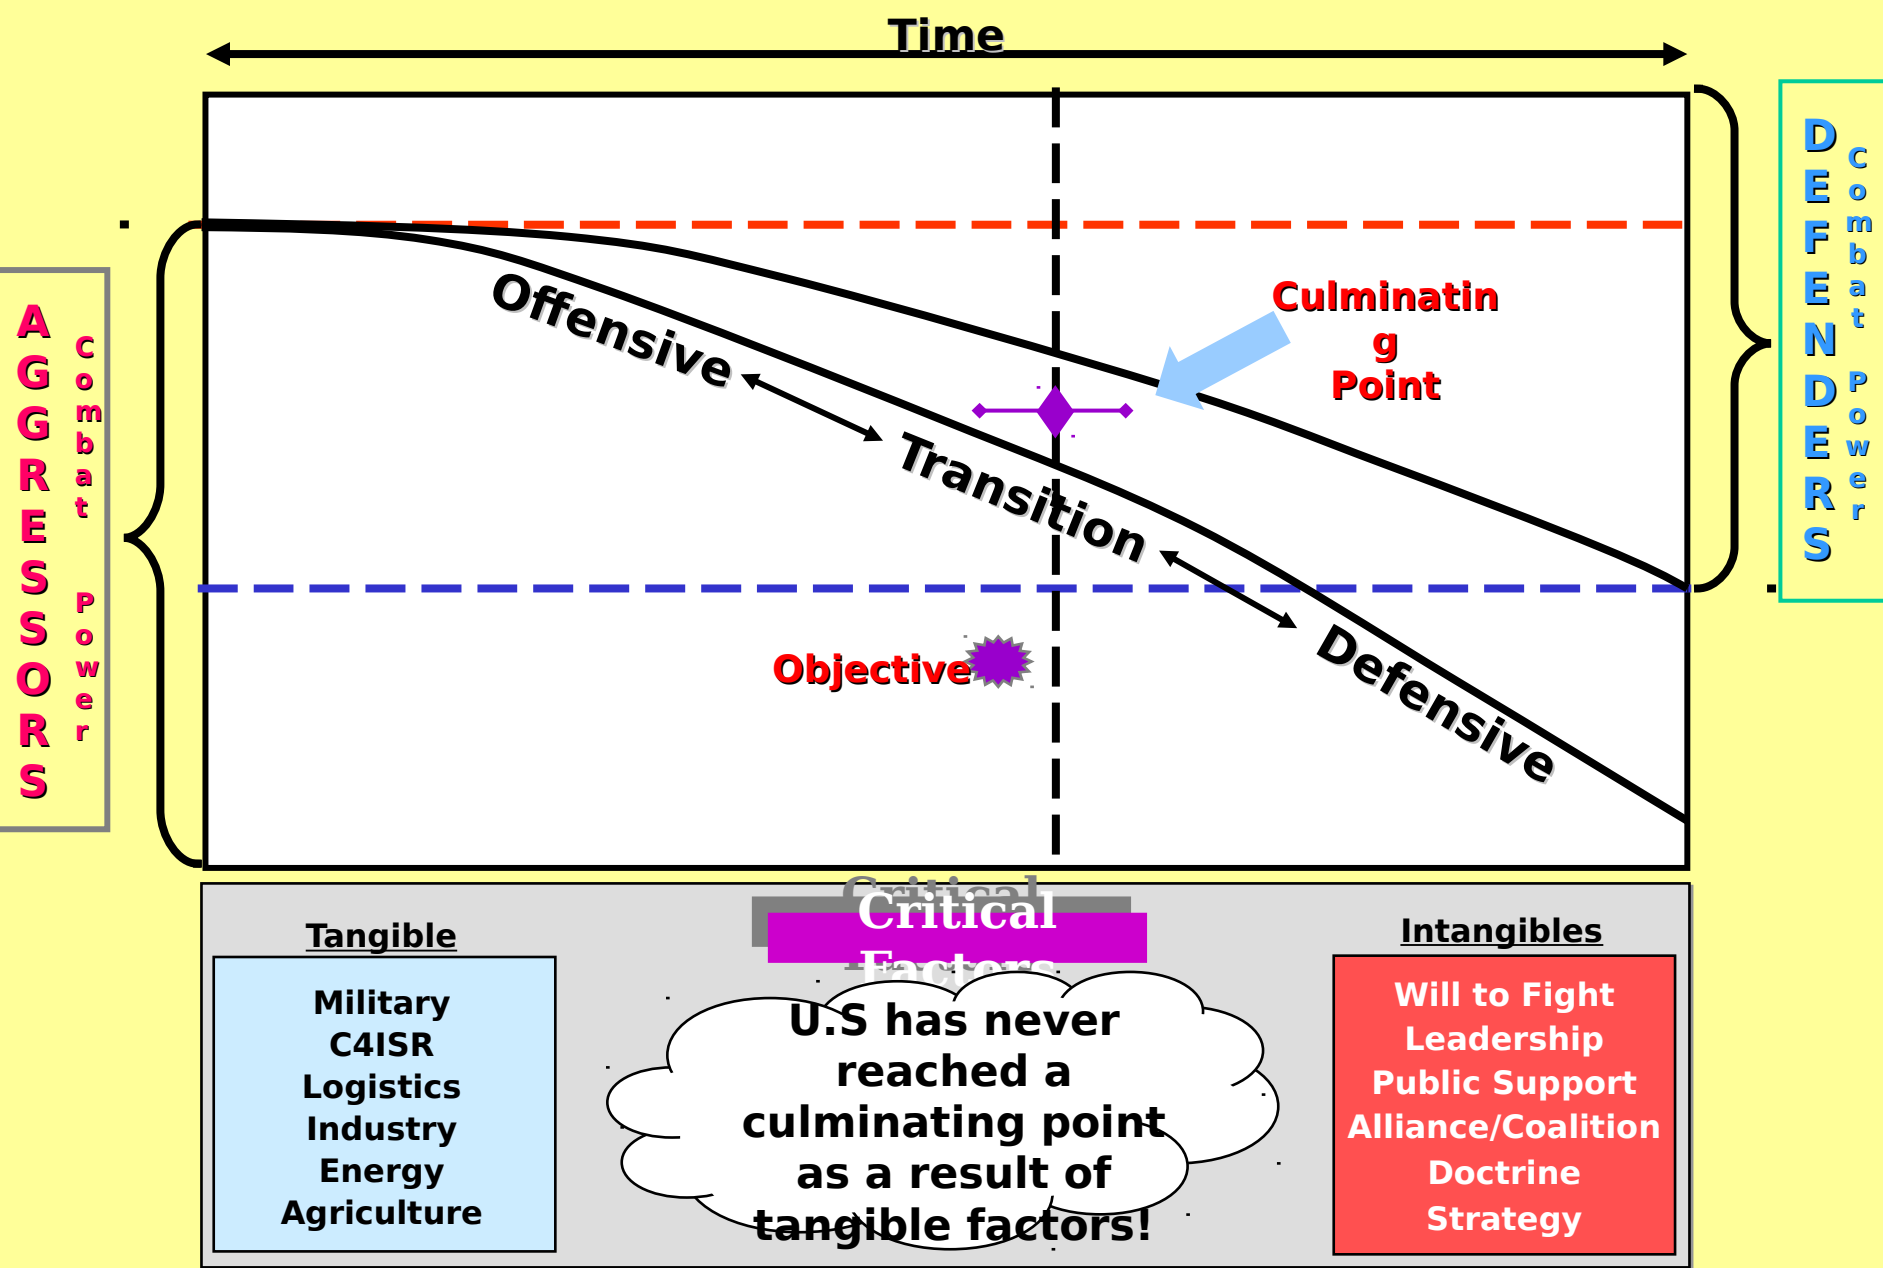 Time
AGGRESSORS
Combat Power
DEFENDERS
Combat Power
Offensive
Transition
Defensive
Culminatin
g
Point
Objective
Critical
Factors
Tangible
Military
C4ISR
Logistics
Industry
Energy
Agriculture
U.S has never
reached a
culminating point
as a result of
tangible factors!
Intangibles
Will to Fight
Leadership
Public Support
Alliance/Coalition
Doctrine
Strategy